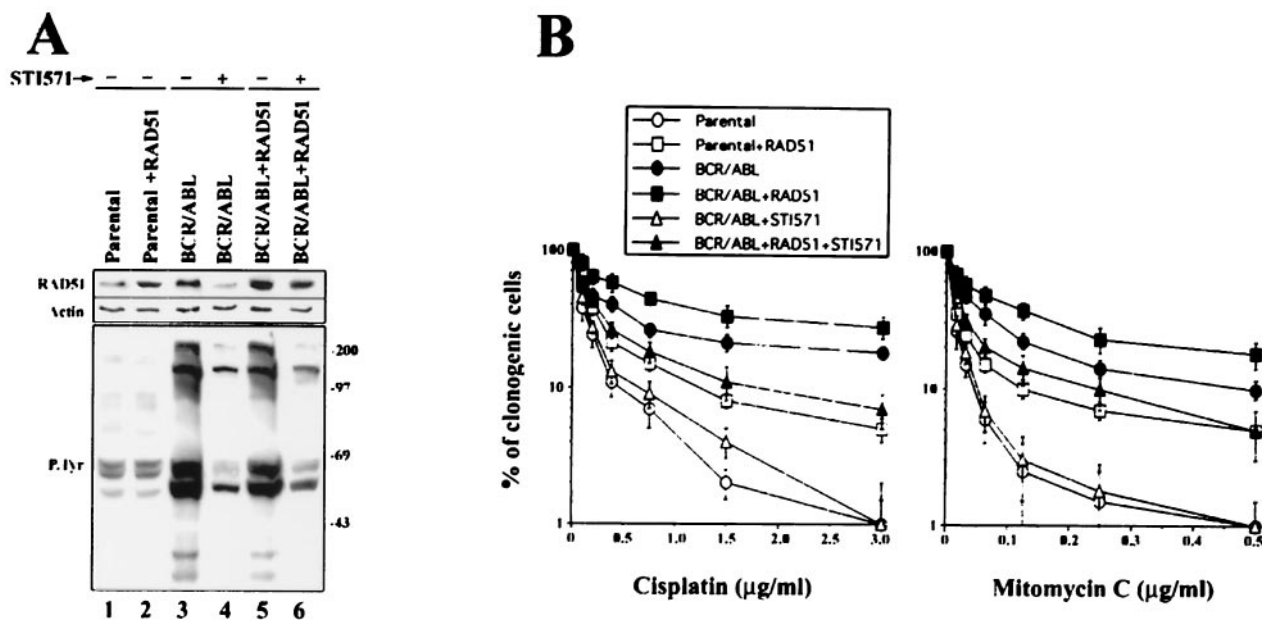 A
STI571→ - - - + - +
Parental
Parental +RAD51
BCR/ABL
BCR/ABL
BCR/ABL+RAD51
BCR/ABL+RAD51
RAD51
Actin
-200
-97
P. Tyr
-69
-43
1 2 3 4 5 6
B
Parental
Parental+RAD51
BCR/ABL
BCR/ABL+RAD51
BCR/ABL+STI571
BCR/ABL+RAD51+STI571
% of clonogenic cells
100
10
1
0 0.5 1.0 1.5 2.0 2.5 3.0
Cisplatin (μg/ml)
100
10
1
0 0.1 0.2 0.3 0.4 0.5
Mitomycin C (μg/ml)